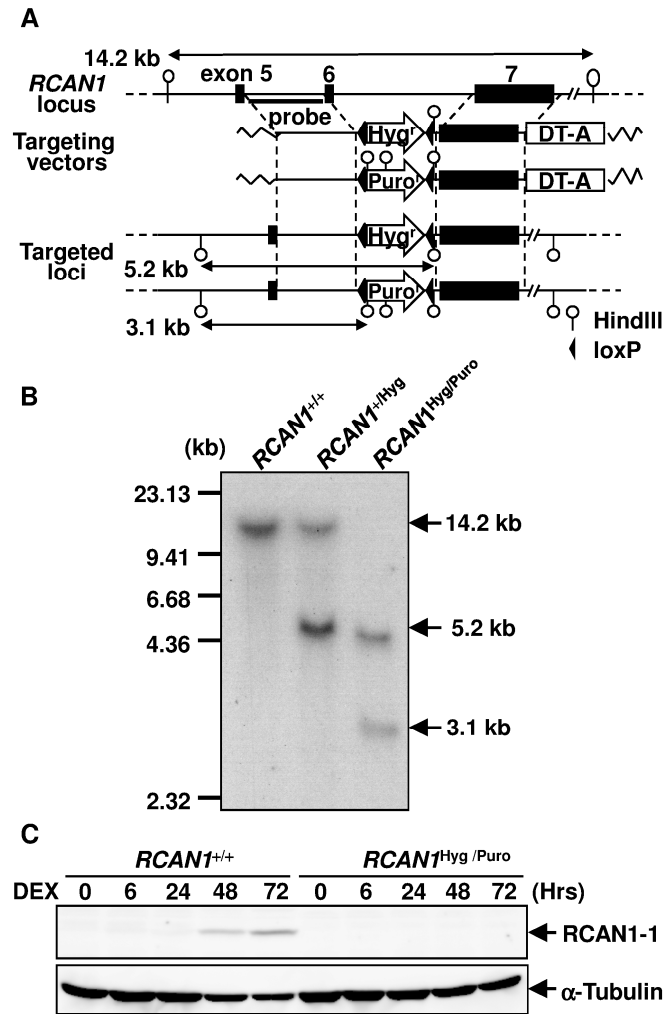 A
14.2 kb
exon 5 6 7
RCAN1 locus
probe
Targeting vectors
Hygʳ DT-A
Puroʳ DT-A
Targeted loci
Hygʳ
5.2 kb
Puroʳ
3.1 kb
HindIII
loxP
B
(kb) RCAN1+/+ RCAN1+/Hyg RCAN1Hyg/Puro
23.13
14.2 kb
9.41
6.68
5.2 kb
4.36
3.1 kb
2.32
C
RCAN1+/+ RCAN1Hyg /Puro
DEX 0 6 24 48 72 0 6 24 48 72 (Hrs)
RCAN1-1
α-Tubulin